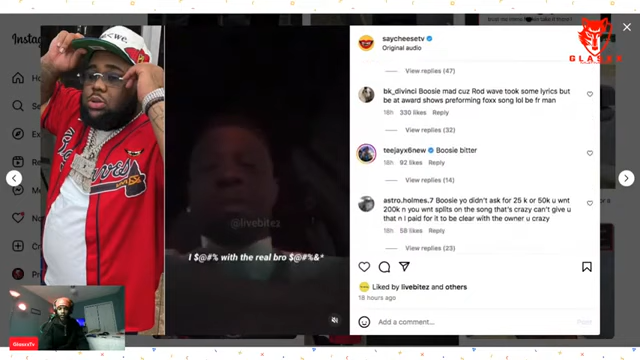 saycheesetv
Original audio
View replies (47)
bk_divinci Boosie mad cuz Rod wave took some lyrics but
be at award shows preforming foxx song lol be fr man
18h 330 likes Reply
View replies (32)
teejayx6new Boosie bitter
18h 92 likes Reply
View replies (14)
astro.holmes.7 Boosie yo didn't ask for 25 k or 50k u wnt
200k n you wnt splits on the song that's crazy can't give u
that n I paid for it to be clear with the owner u crazy
18h 58 likes Reply
View replies (23)
Liked by livebitez and others
18 hours ago
Add a comment...
Post
@livebitez
I $@#% with the real bro $@#%&*
GlassxTv